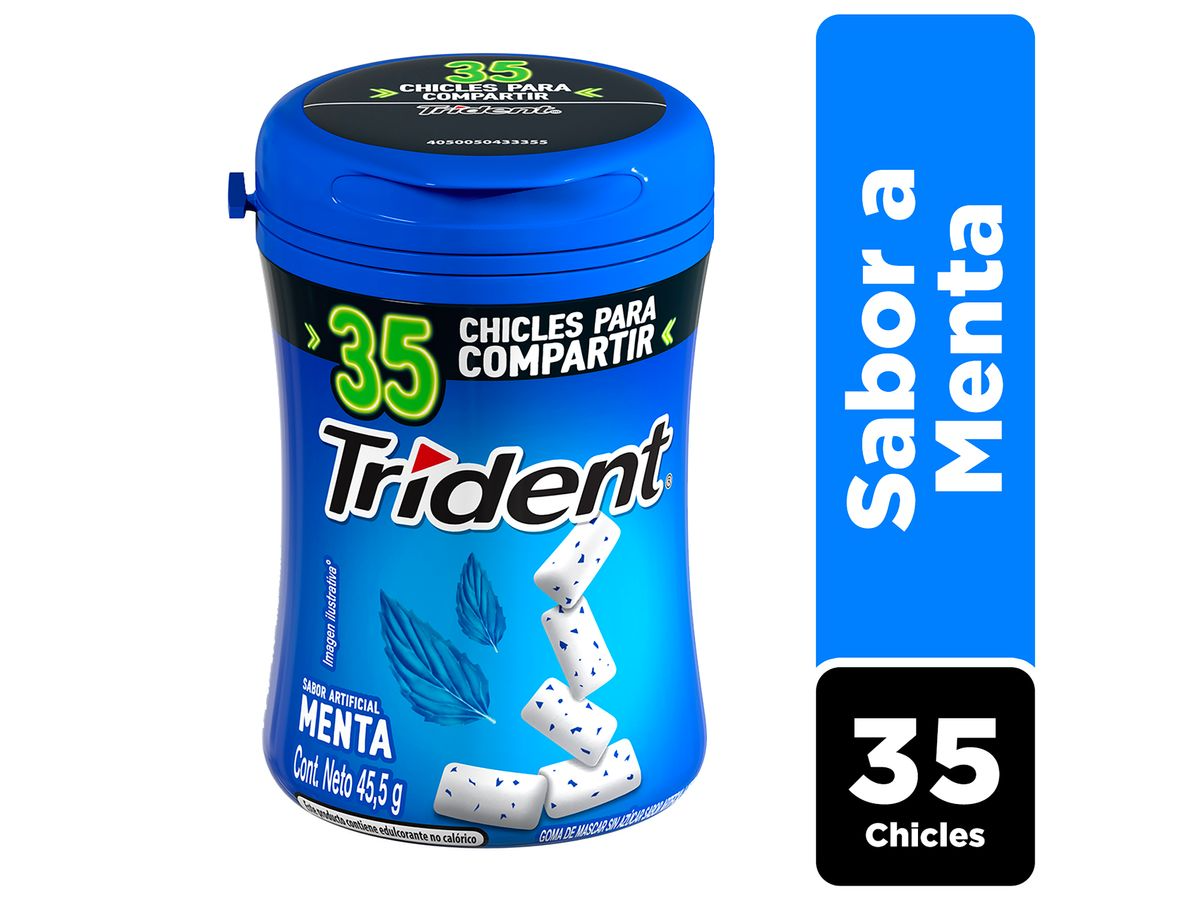 35
CHICLES PARA
COMPARTIR
Trident®
4050050433355
35
CHICLES PARA
COMPARTIR
Trident®
Imagen ilustrativa°
SABOR ARTIFICIAL
MENTA
Cont. Neto 45,5 g
Este producto contiene edulcorante no calórico
GOMA DE MASCAR SIN AZÚCAR SABOR
Sabor a
Menta
35
Chicles